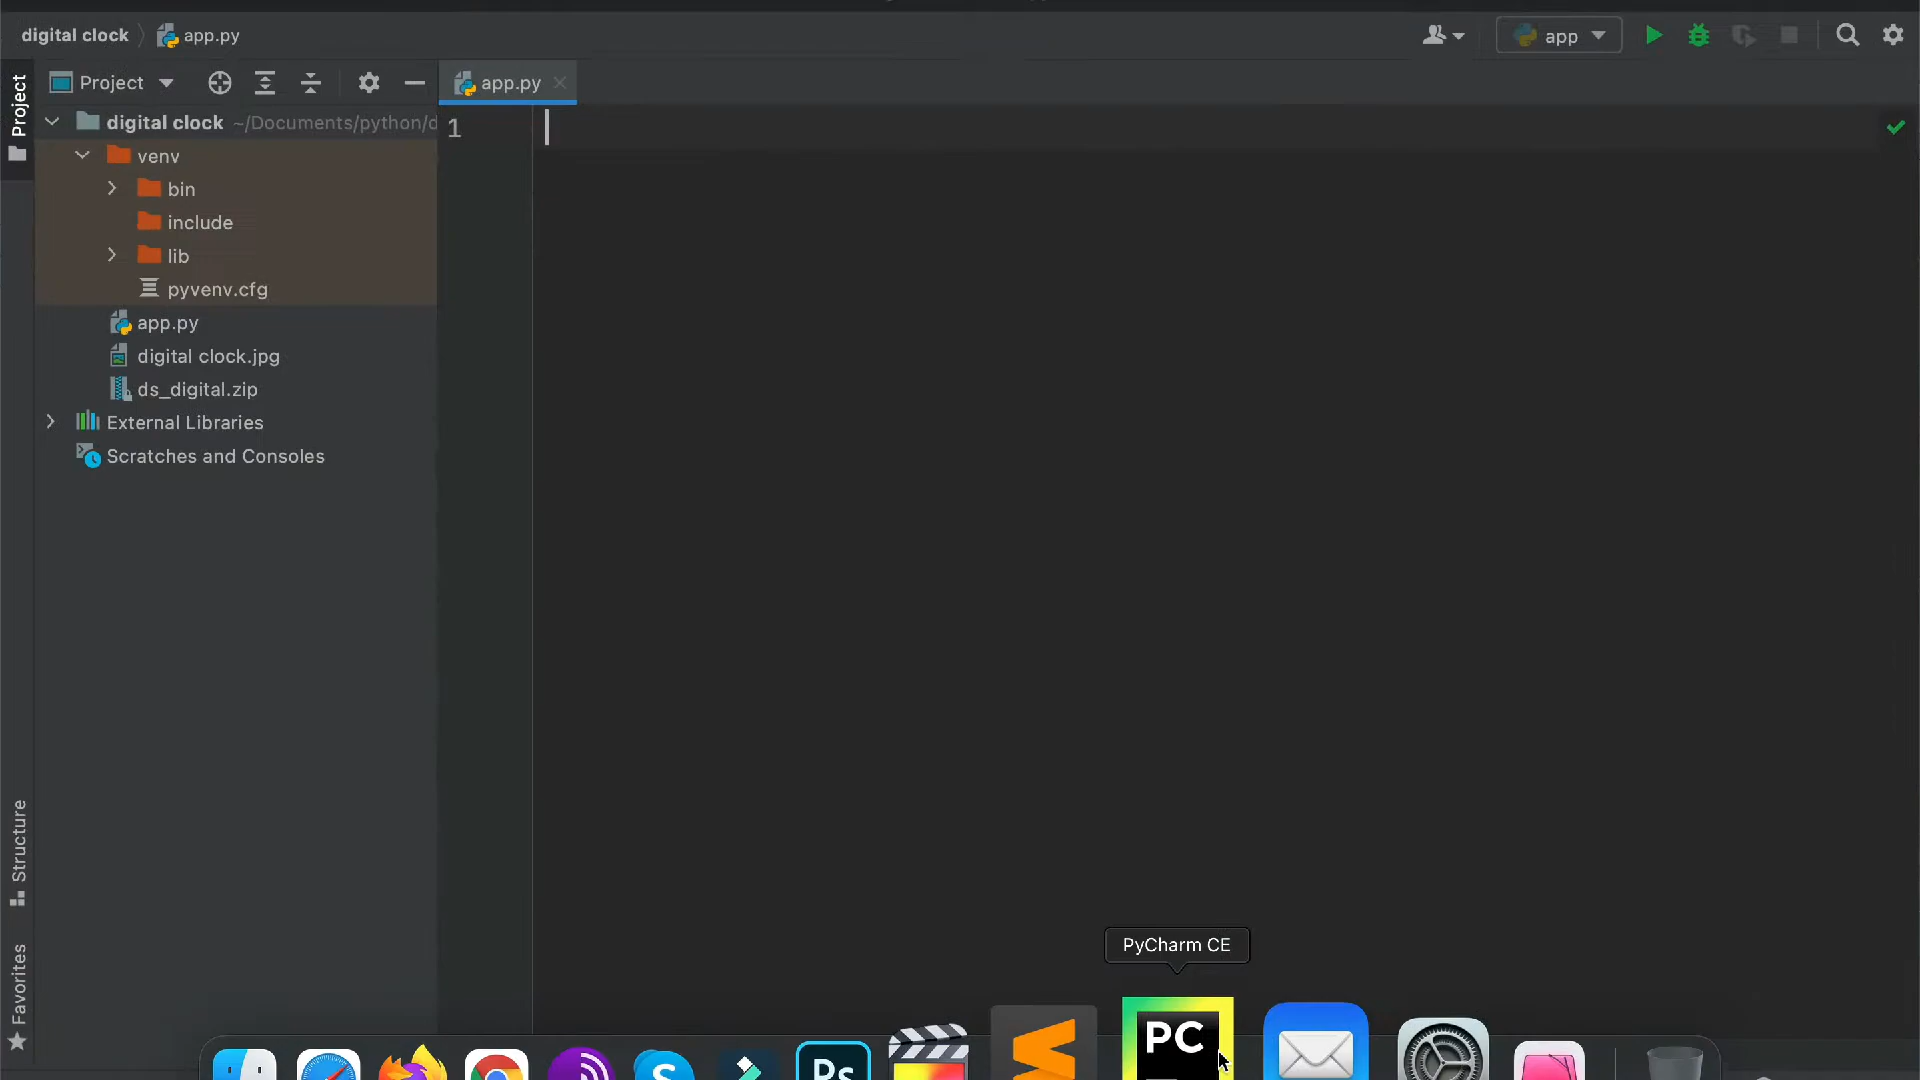 digital clock app.py
app
Project
Project
app.py
digital clock ~/Documents/python/d
1
venv
bin
include
lib
pyvenv.cfg
app.py
digital clock.jpg
ds_digital.zip
External Libraries
Scratches and Consoles
Structure
Favorites
PyCharm CE
PC
S
Ps